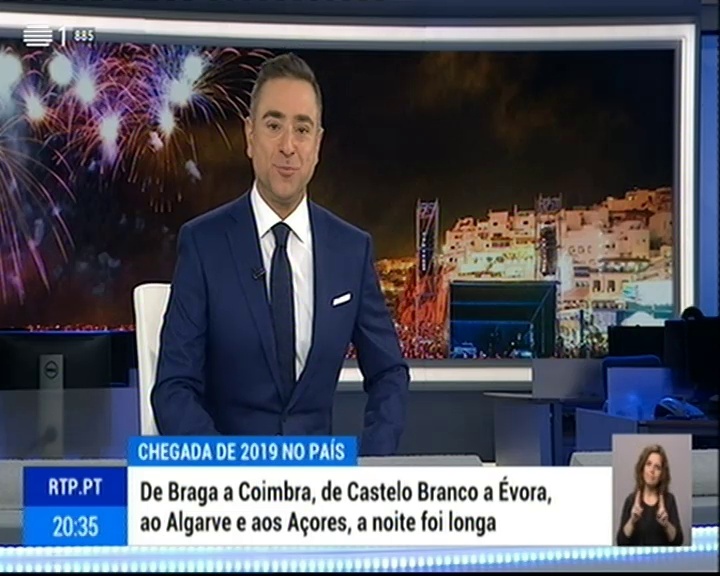 1 885
CHEGADA DE 2019 NO PAÍS
RTP.PT
De Braga a Coimbra, de Castelo Branco a Évora,
20:35
ao Algarve e aos Açores, a noite foi longa